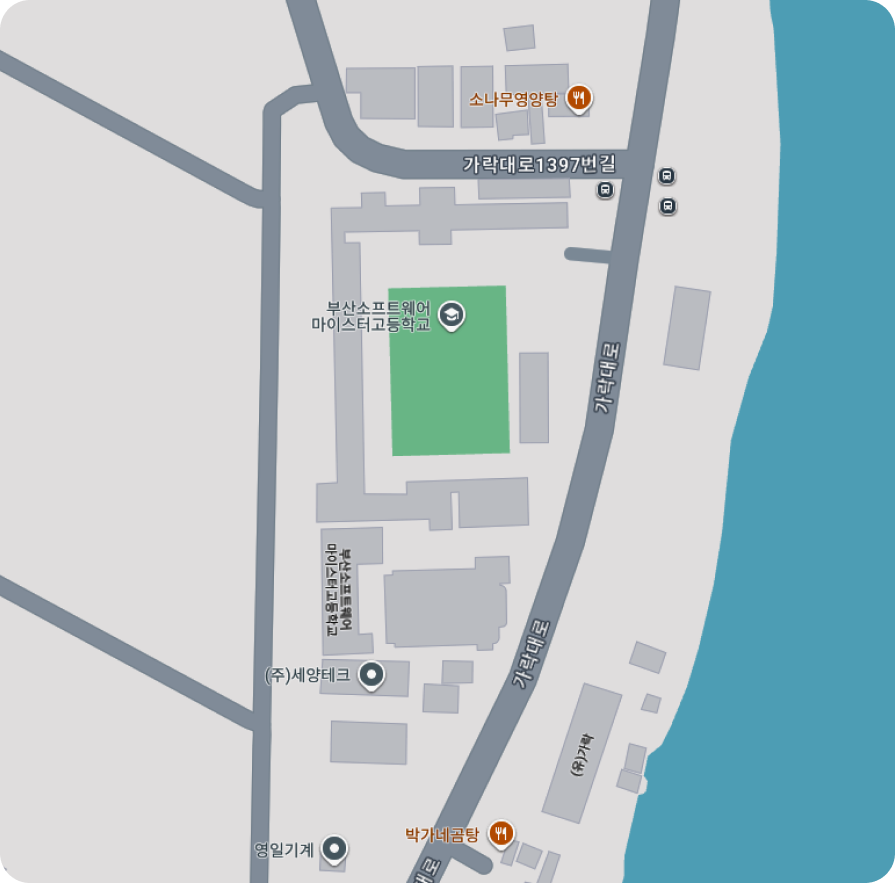 소나무영양탕
가락대로1397번길
부산소프트웨어
마이스터고등학교
가락대로
부산소프트웨어
마이스터고등학교
가락대로
(주)세양테크
(유)가락
박가네곰탕
영일기계
대로